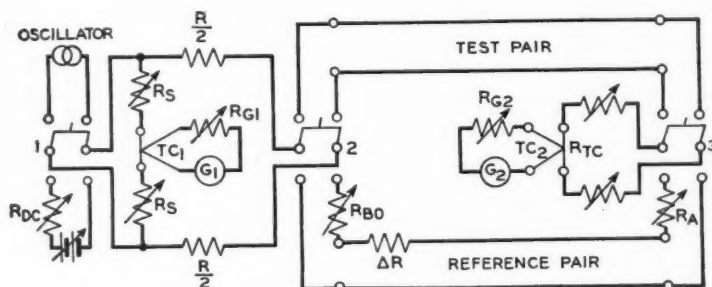 OSCILLATOR
R/2
TEST PAIR
RS
RG1
RG2
1
TC1
G1
2
TC2
RTC
G2
3
RS
RDC
RBO
RA
R/2
ΔR
REFERENCE PAIR